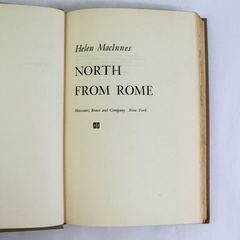 Helen MacInnes
NORTH
FROM ROME
Harcourt, Brace and Company New York